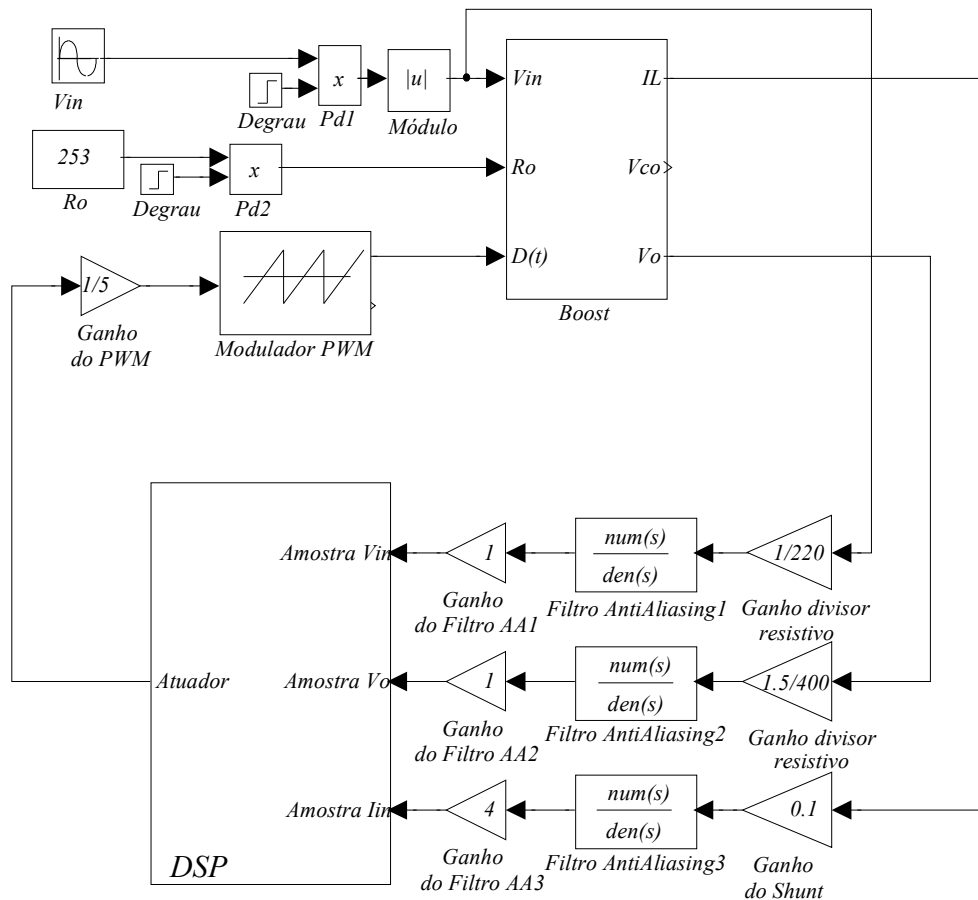 Vin
Degrau
x
Pd1
|u|
Módulo
253
Ro
Degrau
x
Pd2
1/5
Ganho
do PWM
Modulador PWM
Vin
Ro
D(t)
IL
Vco
Vo
Boost
Amostra Vin
1
Ganho
do Filtro AA1
num(s)
den(s)
Filtro AntiAliasing1
1/220
Ganho divisor
resistivo
Atuador
Amostra Vo
1
Ganho
do Filtro AA2
num(s)
den(s)
Filtro AntiAliasing2
1.5/400
Ganho divisor
resistivo
Amostra Iin
4
Ganho
do Filtro AA3
num(s)
den(s)
Filtro AntiAliasing3
0.1
Ganho
do Shunt
DSP